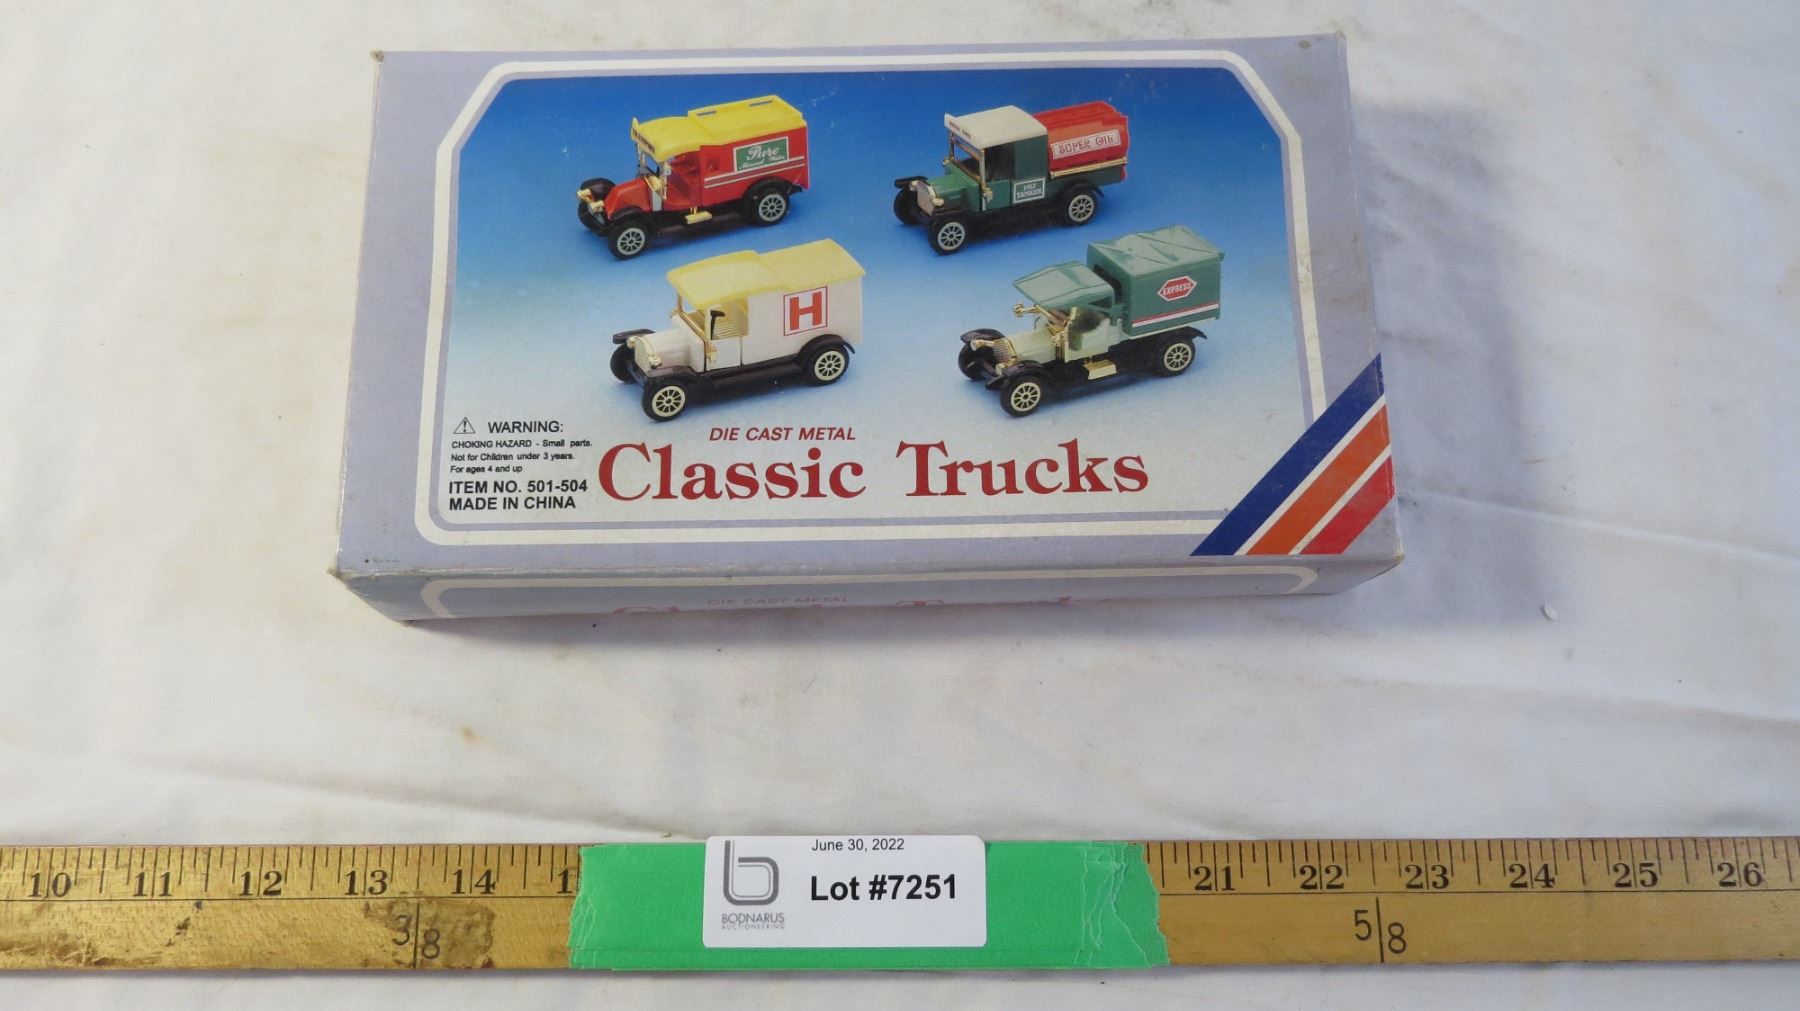 Pure
SUPER OIL
1912
TANKER
H
EXPRESS
WARNING:
CHOKING HAZARD - Small parts.
Not for Children under 3 years.
For ages 4 and up
ITEM NO. 501-504
MADE IN CHINA
DIE CAST METAL
Classic Trucks
DIE CAST METAL
June 30, 2022
Lot #7251
BODNARUS
AUCTIONEERING
10 11 12 13 14 1 21 22 23 24 25 26
3/8 5/8